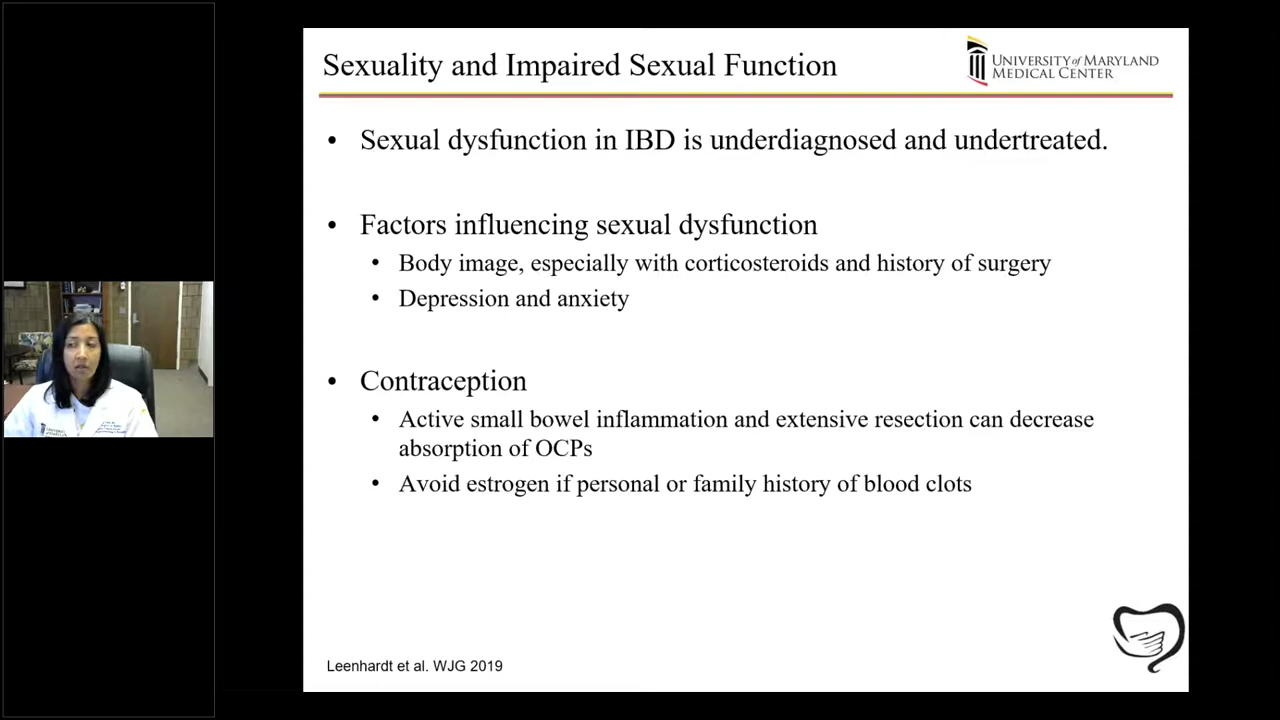 Sexuality and Impaired Sexual Function
UNIVERSITY of MARYLAND
MEDICAL CENTER
• Sexual dysfunction in IBD is underdiagnosed and undertreated.
• Factors influencing sexual dysfunction
• Body image, especially with corticosteroids and history of surgery
• Depression and anxiety
• Contraception
• Active small bowel inflammation and extensive resection can decrease
absorption of OCPs
• Avoid estrogen if personal or family history of blood clots
Leenhardt et al. WJG 2019